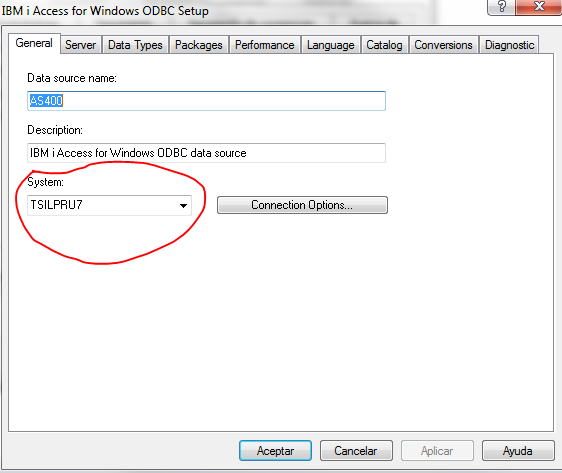 IBM i Access for Windows ODBC Setup
General Server Data Types Packages Performance Language Catalog Conversions Diagnostic
Data source name:
AS400
Description:
IBM i Access for Windows ODBC data source
System:
TSILPRU7 Connection Options...
Aceptar Cancelar Aplicar Ayuda